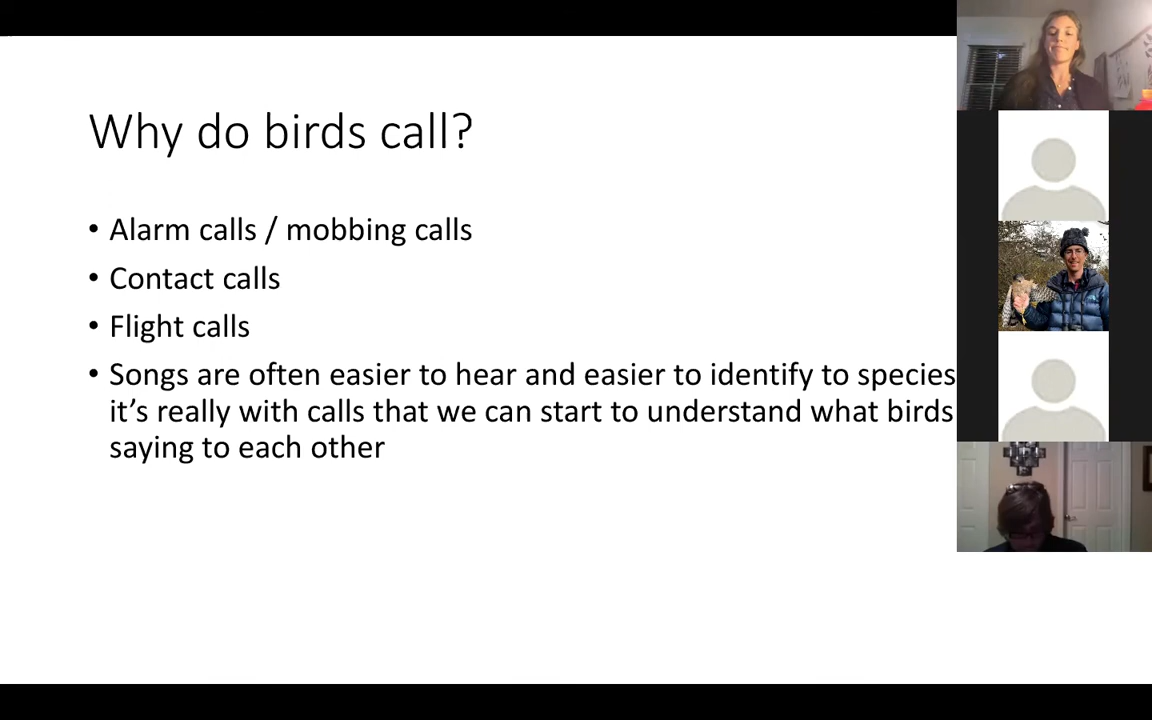 Why do birds call?
• Alarm calls / mobbing calls
• Contact calls
• Flight calls
• Songs are often easier to hear and easier to identify to species
it’s really with calls that we can start to understand what birds
saying to each other